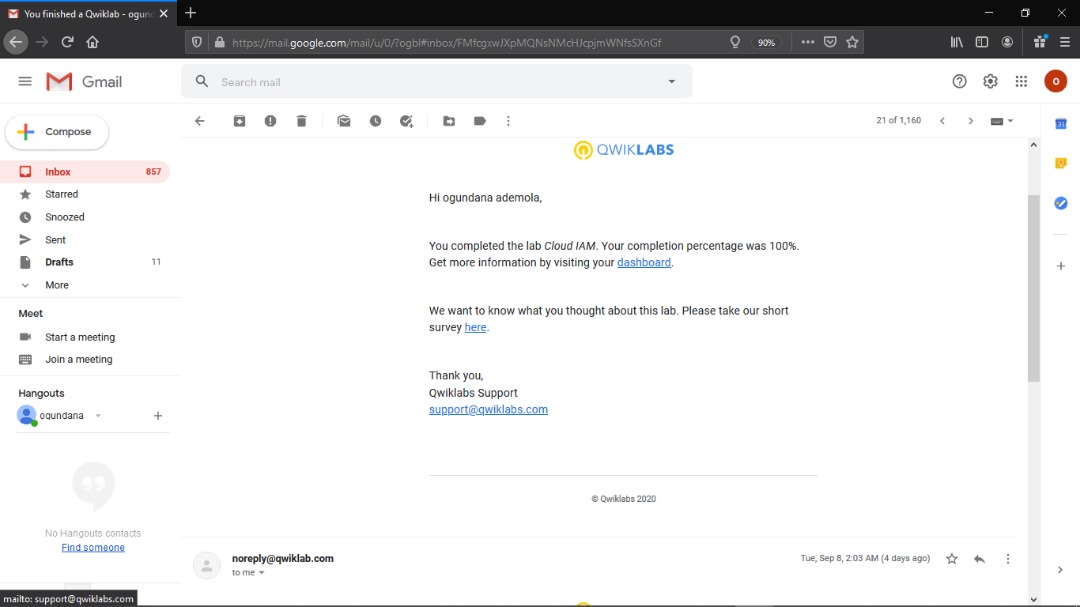 You finished a Qwiklab - ogun
https://mail.google.com/mail/u/0/?ogbl#inbox/FMfcgxwJXpMQNsNMcHJcpjmWNfsSXnGf
90%
Gmail
Search mail
O
Compose
21 of 1,160
Inbox 857
Starred
Snoozed
Sent
Drafts 11
More
Meet
Start a meeting
Join a meeting
Hangouts
ogundana
No Hangouts contacts
Find someone
mailto: support@qwiklabs.com
QWIKLABS
Hi ogundana ademola,
You completed the lab Cloud IAM. Your completion percentage was 100%.
Get more information by visiting your dashboard.
We want to know what you thought about this lab. Please take our short
survey here.
Thank you,
Qwiklabs Support
support@qwiklabs.com
© Qwiklabs 2020
noreply@qwiklab.com
Tue, Sep 8, 2:03 AM (4 days ago)
to me
31